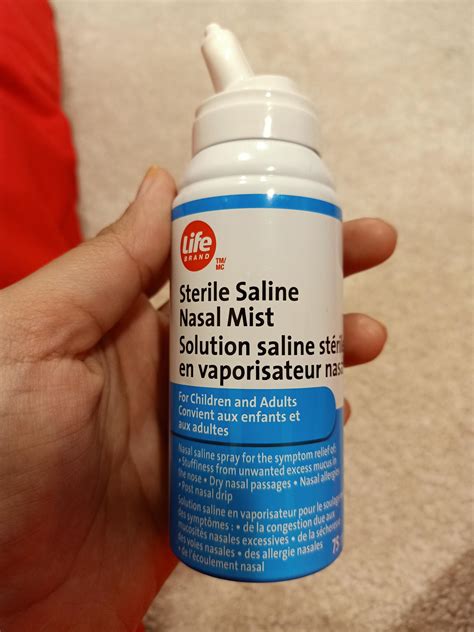 Life
BRAND
TM/
MC
Sterile Saline
Nasal Mist
Solution saline
en vaporisateur
For Children and Adults
Convient aux enfants et
aux adultes
Nasal saline spray for the symptom relief of:
• Stuffiness from unwanted excess mucus in
the nose • Dry nasal passages • Nasal allergies
• Post nasal drip
Solution saline en vaporisateur pour le
des symptômes : • de la congestion due aux
mucosités nasales excessives • de la
des voies nasales • des allergie nasales
• de l'écoulement nasal
75